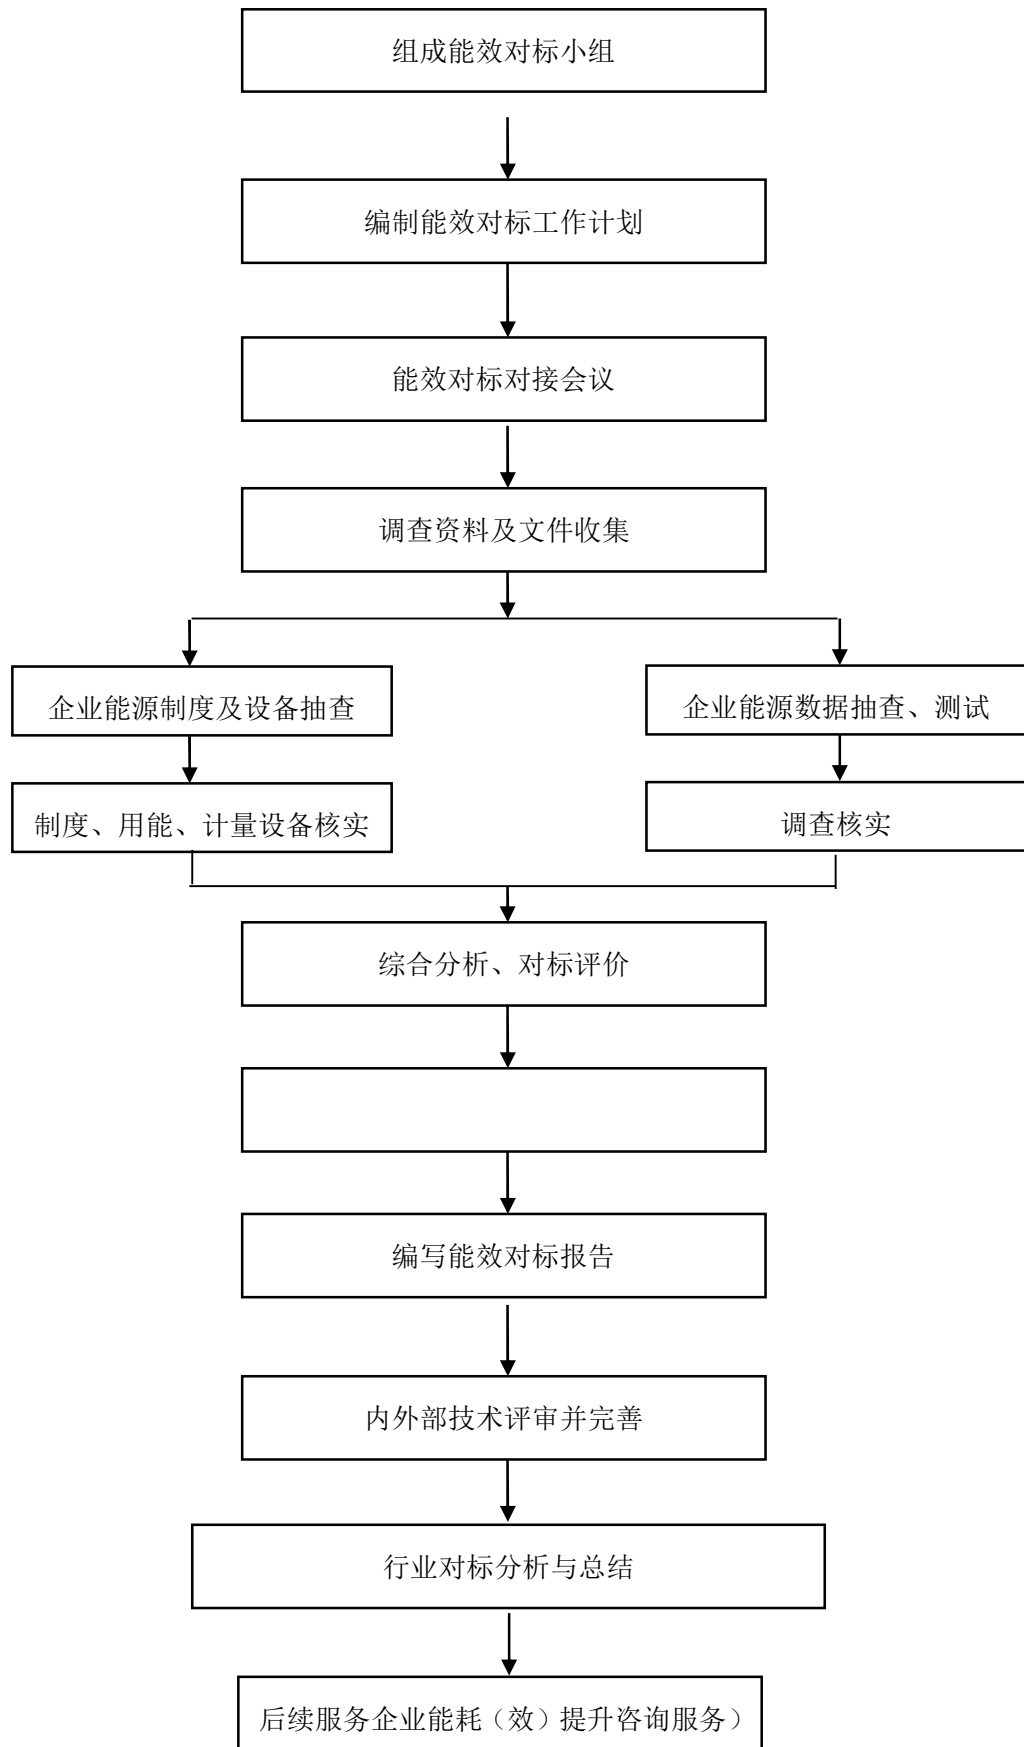 组成能效对标小组
编制能效对标工作计划
能效对标对接会议
调查资料及文件收集
企业能源制度及设备抽查
企业能源数据抽查、测试
制度、用能、计量设备核实
调查核实
综合分析、对标评价
编写能效对标报告
内外部技术评审并完善
行业对标分析与总结
后续服务企业能耗（效）提升咨询服务）